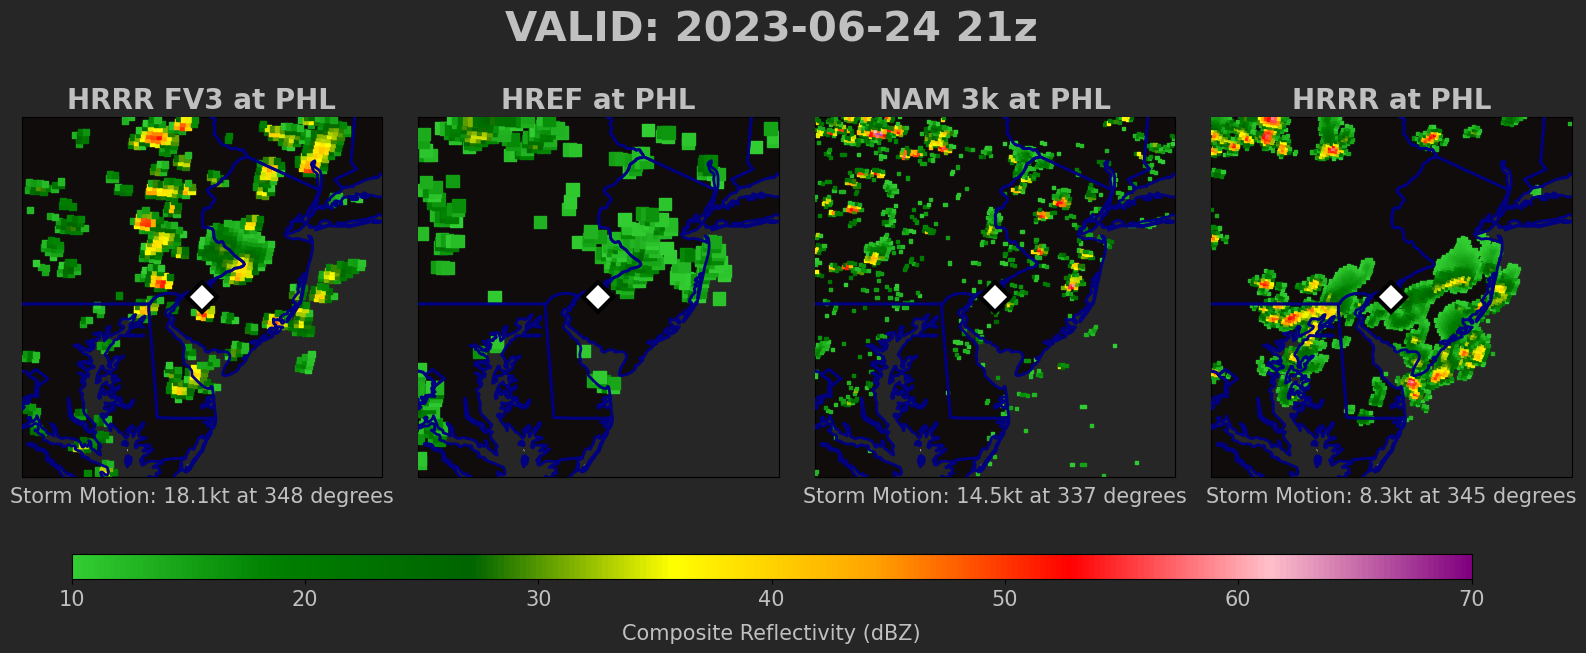 VALID: 2023-06-24 21z
HRRR FV3 at PHL
HREF at PHL
NAM 3k at PHL
HRRR at PHL
Storm Motion: 18.1kt at 348 degrees
Storm Motion: 14.5kt at 337 degrees
Storm Motion: 8.3kt at 345 degrees
10 20 30 40 50 60 70
Composite Reflectivity (dBZ)